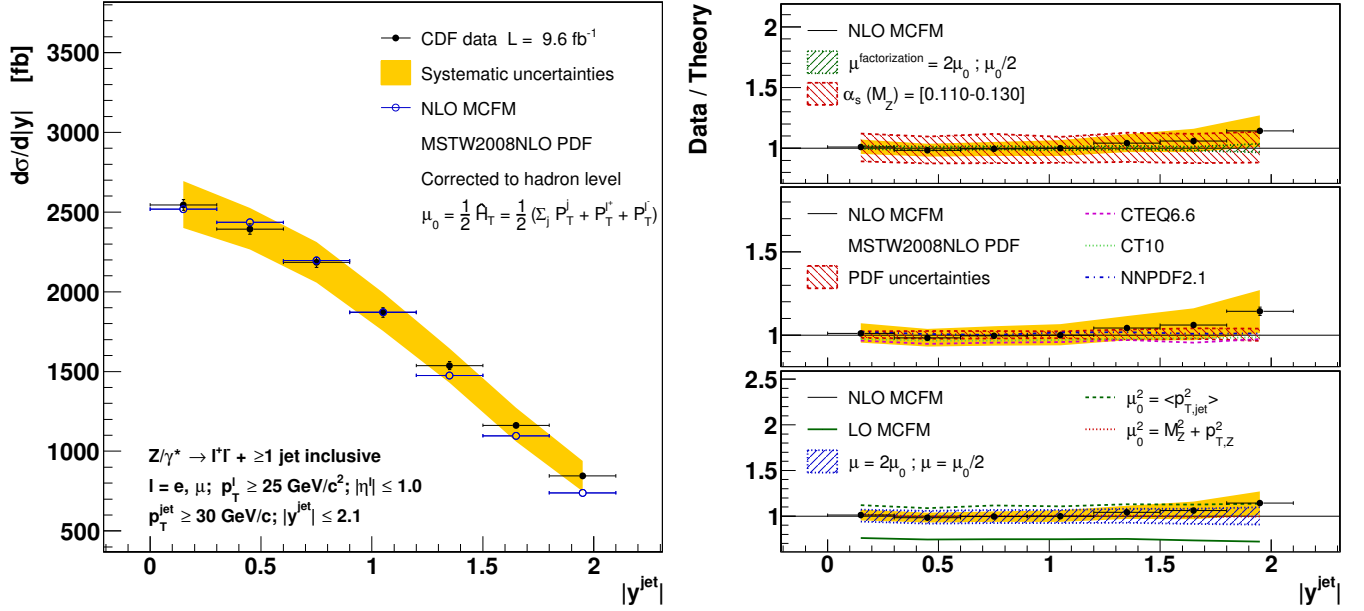 dσ/d|y| [fb]
3500
3000
2500
2000
1500
1000
500
CDF data L = 9.6 fb⁻¹
Systematic uncertainties
NLO MCFM
MSTW2008NLO PDF
Corrected to hadron level
μ₀ = 1/2 Ĥ_T = 1/2 (Σ_j P_T^j + P_T^l⁺ + P_T^l⁻)
Z/γ* → l⁺l⁻ + ≥1 jet inclusive
l = e, μ; p_T^l ≥ 25 GeV/c²; |η^l| ≤ 1.0
p_T^jet ≥ 30 GeV/c; |y^jet| ≤ 2.1
0 0.5 1 1.5 2
|y^jet|
Data / Theory
2
1.5
1
NLO MCFM
μ^factorization = 2μ₀ ; μ₀/2
α_s (M_Z) = [0.110-0.130]
1.5
1
NLO MCFM
MSTW2008NLO PDF
PDF uncertainties
CTEQ6.6
CT10
NNPDF2.1
2.5
2
1.5
1
NLO MCFM
LO MCFM
μ = 2μ₀ ; μ = μ₀/2
μ₀² = <p²_T,jet>
μ₀² = M_Z² + p²_T,Z
0 0.5 1 1.5 2
|y^jet|